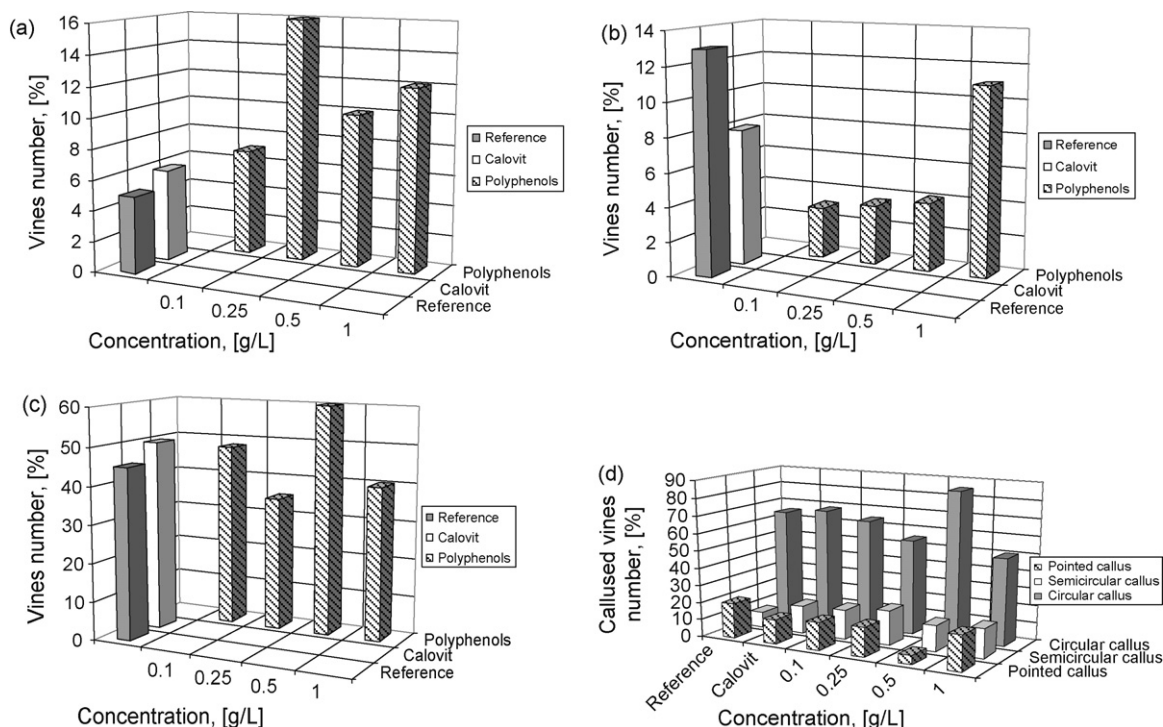 (a)
Vines number, [%]
16
14
12
10
8
6
4
2
0
0.1
0.25
0.5
1
Concentration, [g/L]
Polyphenols
Calovit
Reference
Reference
Calovit
Polyphenols
(b)
Vines number, [%]
14
12
10
8
6
4
2
0
0.1
0.25
0.5
1
Concentration, [g/L]
Polyphenols
Calovit
Reference
Reference
Calovit
Polyphenols
(c)
Vines number, [%]
60
50
40
30
20
10
0
0.1
0.25
0.5
1
Concentration, [g/L]
Polyphenols
Calovit
Reference
Reference
Calovit
Polyphenols
(d)
Callused vines
number, [%]
90
80
70
60
50
40
30
20
10
0
Reference
Calovit
0.1
0.25
0.5
1
Concentration, [g/L]
Circular callus
Semicircular callus
Pointed callus
Pointed callus
Semicircular callus
Circular callus